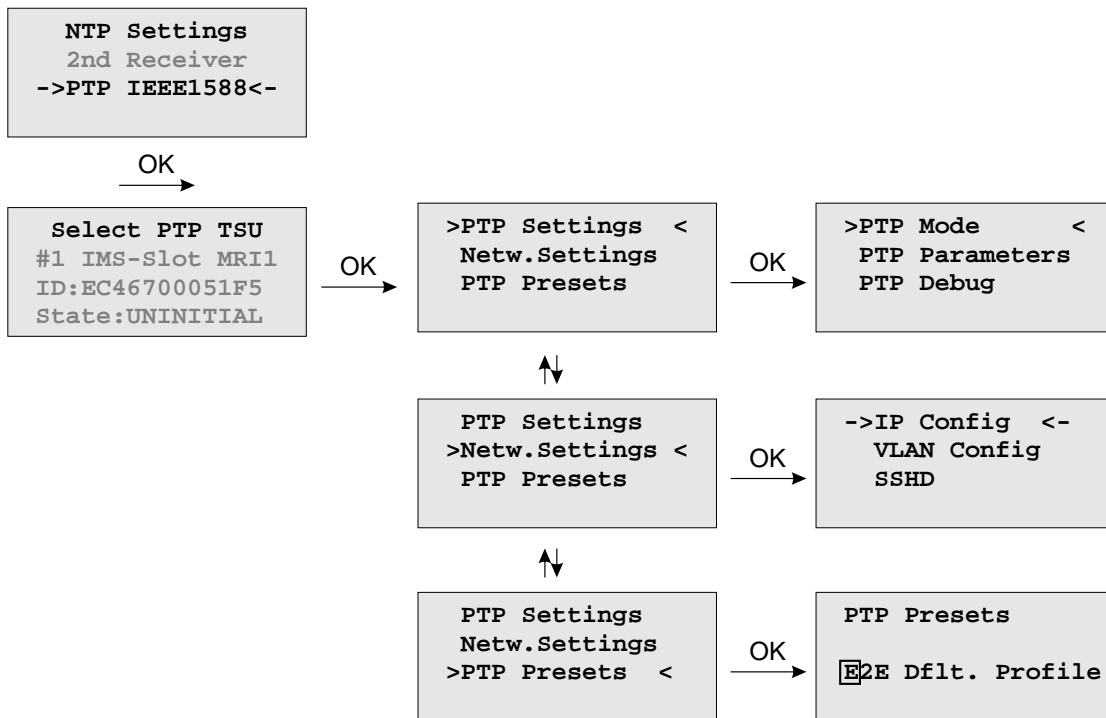 NTP Settings
2nd Receiver
->PTP IEEE1588<-
OK
Select PTP TSU
#1 IMS-Slot MRI1
ID:EC46700051F5
State:UNINITIAL
OK
>PTP Settings <
Netw.Settings
PTP Presets
OK
>PTP Mode <
PTP Parameters
PTP Debug
PTP Settings
>Netw.Settings <
PTP Presets
OK
->IP Config <-
VLAN Config
SSHD
PTP Settings
Netw.Settings
>PTP Presets <
OK
PTP Presets
E2E Dflt. Profile